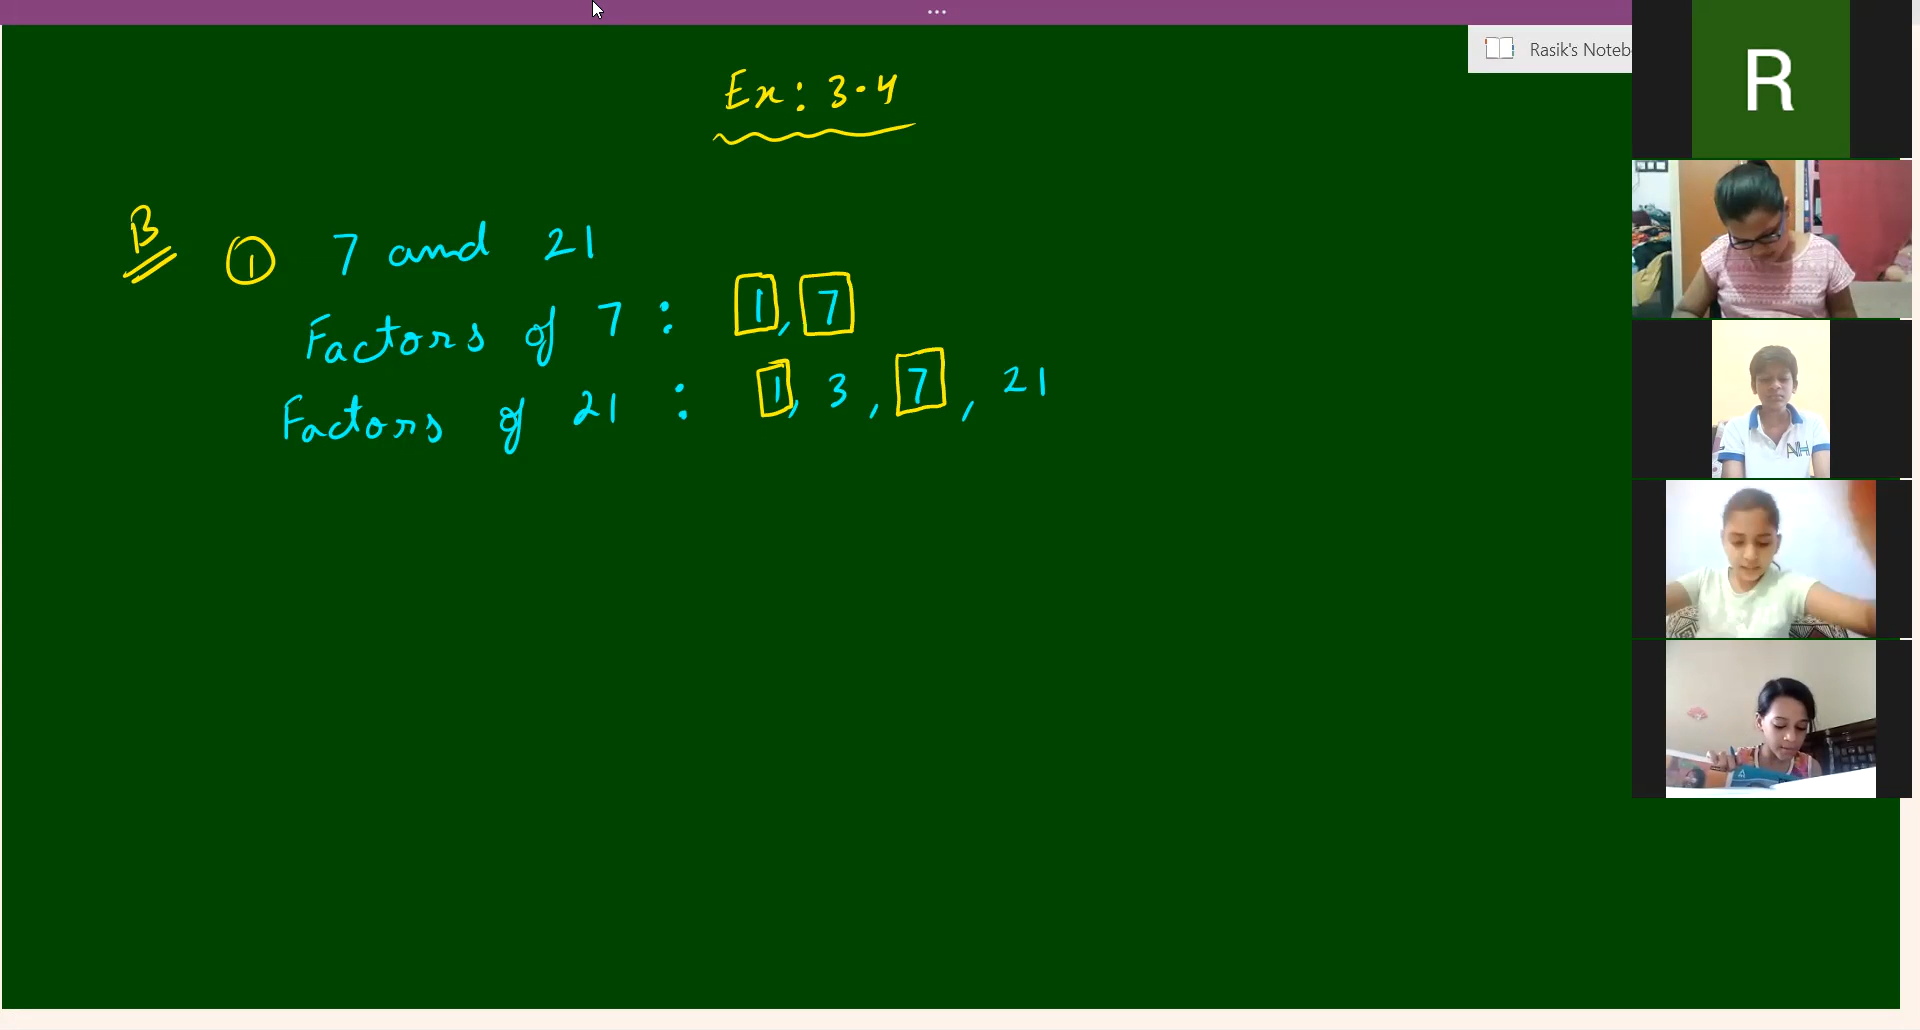 ...
Rasik's Noteb
R
Ex: 3.4
B
① 7 and 21
Factors of 7 : 1, 7
Factors of 21 : 1, 3, 7, 21